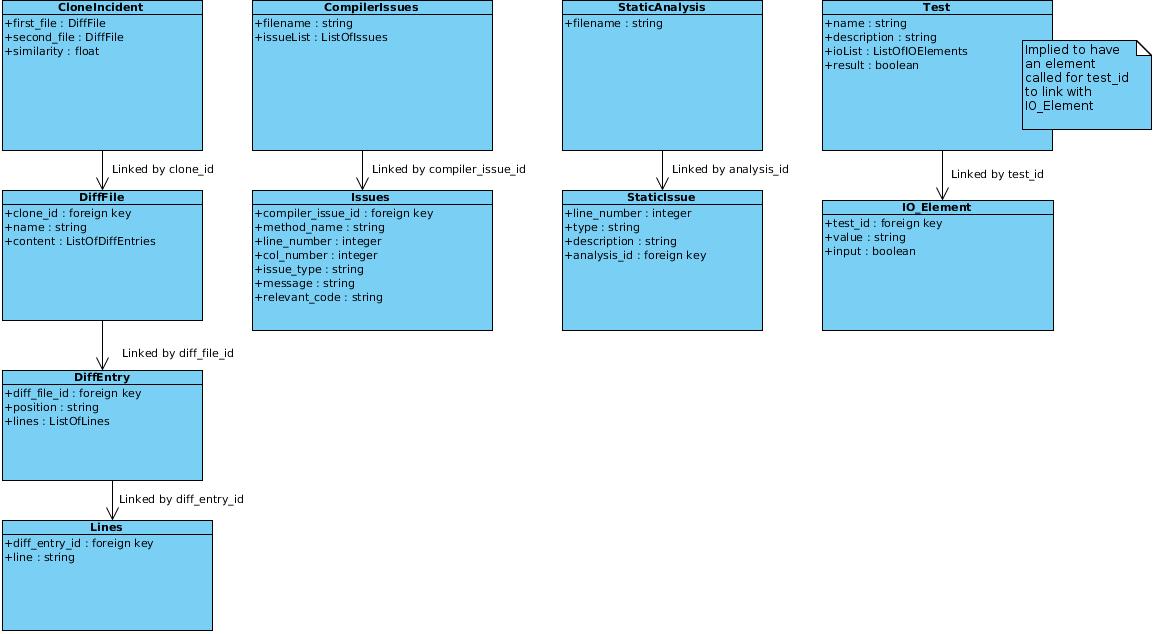 CloneIncident
+first_file : DiffFile
+second_file : DiffFile
+similarity : float
Linked by clone_id
DiffFile
+clone_id : foreign key
+name : string
+content : ListOfDiffEntries
Linked by diff_file_id
DiffEntry
+diff_file_id : foreign key
+position : string
+lines : ListOfLines
Linked by diff_entry_id
Lines
+diff_entry_id : foreign key
+line : string
CompilerIssues
+filename : string
+issueList : ListOfIssues
Linked by compiler_issue_id
Issues
+compiler_issue_id : foreign key
+method_name : string
+line_number : integer
+col_number : integer
+issue_type : string
+message : string
+relevant_code : string
StaticAnalysis
+filename : string
Linked by analysis_id
StaticIssue
+line_number : integer
+type : string
+description : string
+analysis_id : foreign key
Test
+name : string
+description : string
+ioList : ListOfIOElements
+result : boolean
Implied to have
an element
called for test_id
to link with
IO_Element
Linked by test_id
IO_Element
+test_id : foreign key
+value : string
+input : boolean